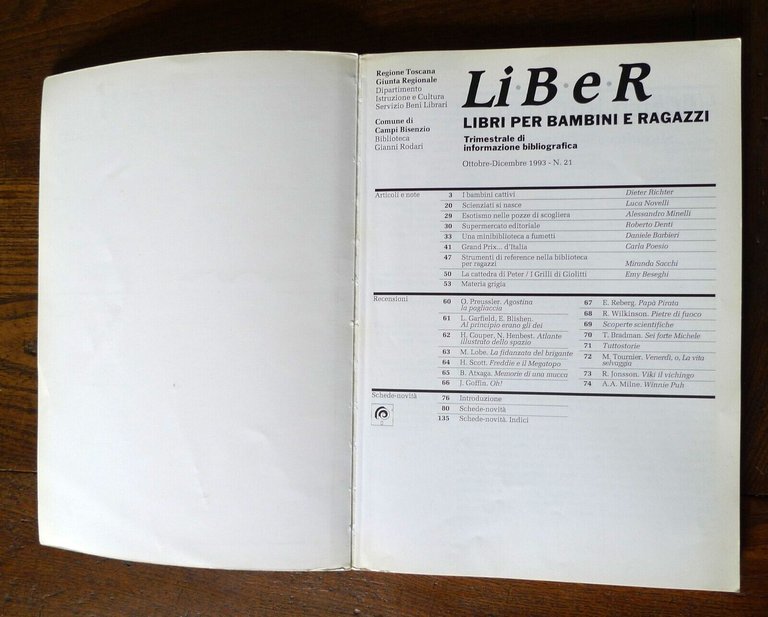 Regione Toscana
Giunta Regionale
Dipartimento
Istruzione e Cultura
Servizio Beni Librari
Comune di
Campi Bisenzio
Biblioteca
Gianni Rodari
LiBeR
LIBRI PER BAMBINI E RAGAZZI
Trimestrale di
informazione bibliografica
Ottobre-Dicembre 1993 - N. 21
Articoli e note
3 I bambini cattivi Dieter Richter
20 Scienziati si nasce Luca Novelli
29 Esotismo nelle pozze di scogliera Alessandro Minelli
30 Supermercato editoriale Roberto Denti
33 Una minibiblioteca a fumetti Daniele Barbieri
41 Grand Prix... d'Italia Carla Poesio
47 Strumenti di reference nella biblioteca
per ragazzi Miranda Sacchi
50 La cattedra di Peter / I Grilli di Giolitti Emy Beseghi
53 Materia grigia
Recensioni
60 O. Preussler. Agostina
la pagliaccia
61 L. Garfield, E. Blishen.
Al principio erano gli dei
62 H. Couper, N. Henbest. Atlante
illustrato dello spazio
63 M. Lobe. La fidanzata del brigante
64 H. Scott. Freddie e il Megatopo
65 B. Atxaga. Memorie di una mucca
66 J. Goffin. Oh!
67 E. Reberg. Papà Pirata
68 R. Wilkinson. Pietre di fuoco
69 Scoperte scientifiche
70 T. Bradman. Sei forte Michele
71 Tuttostorie
72 M. Tournier. Venerdì, o, La vita
selvaggia
73 R. Jonsson. Viki il vichingo
74 A.A. Milne. Winnie Puh
Schede-novità
76 Introduzione
80 Schede-novità
135 Schede-novità. Indici